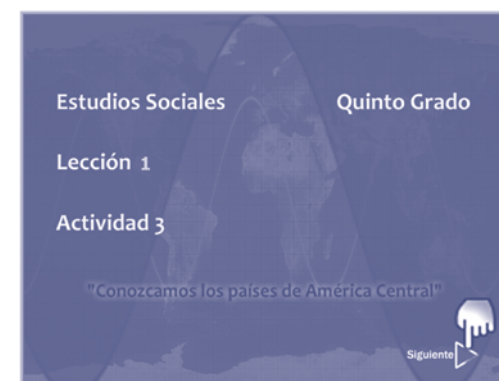 Estudios Sociales Quinto Grado
Lección 1
Actividad 3
"Conozcamos los países de América Central"
Siguiente